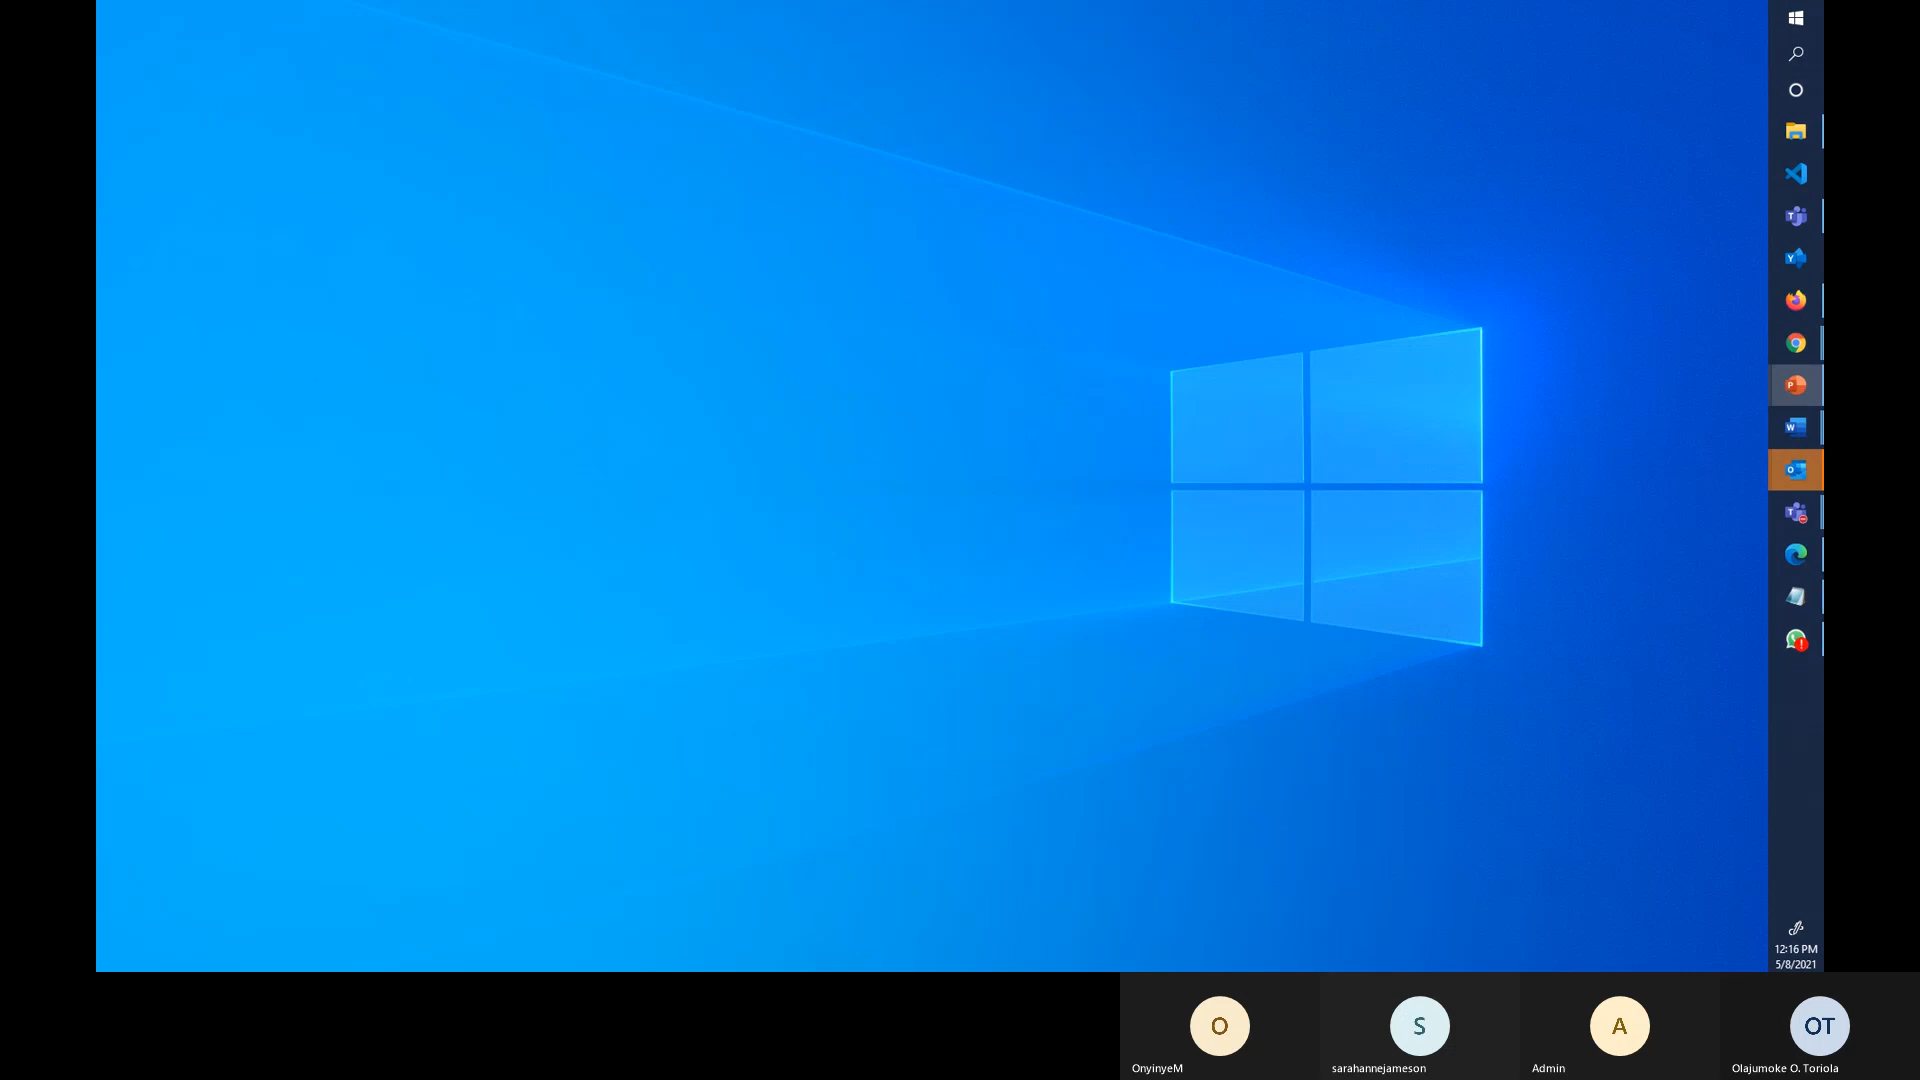 12:16 PM
5/8/2021
O
S
A
OT
OnyinyeM
sarahannejameson
Admin
Olajumoke O. Toriola